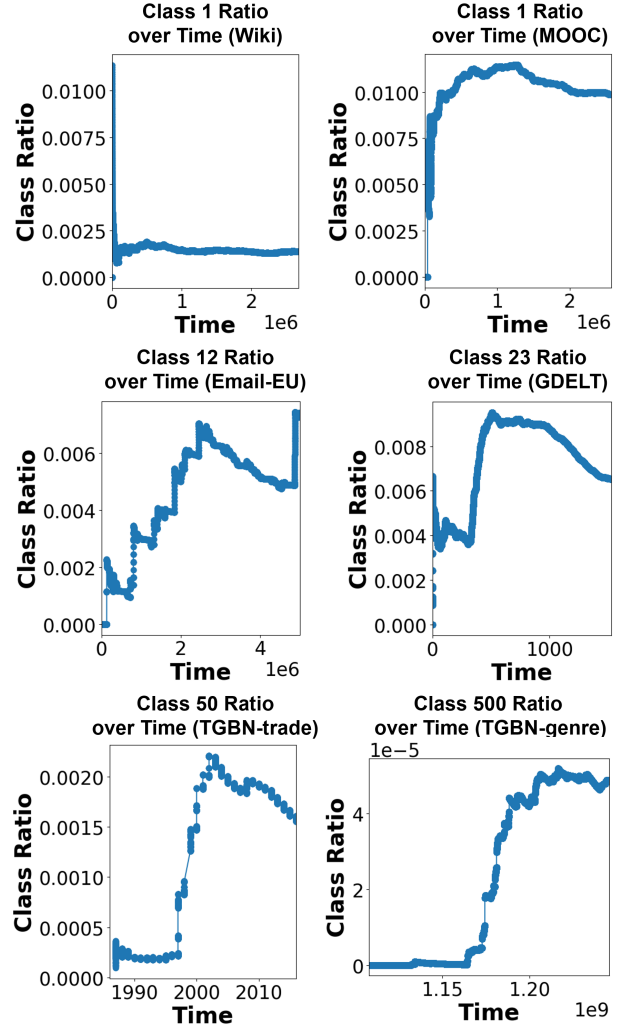 Class 1 Ratio
over Time (Wiki)
Class Ratio
0.0100
0.0075
0.0050
0.0025
0.0000
0
1
2
1e6
Time
Class 1 Ratio
over Time (MOOC)
Class Ratio
0.0100
0.0075
0.0050
0.0025
0.0000
0
1
2
1e6
Time
Class 12 Ratio
over Time (Email-EU)
Class Ratio
0.006
0.004
0.002
0.000
0
2
4
1e6
Time
Class 23 Ratio
over Time (GDELT)
Class Ratio
0.008
0.006
0.004
0.002
0.000
0
1000
Time
Class 50 Ratio
over Time (TGBN-trade)
Class Ratio
0.0020
0.0015
0.0010
0.0005
0.0000
1990
2000
2010
Time
Class 500 Ratio
over Time (TGBN-genre)
1e−5
Class Ratio
4
2
0
1.15
1.20
1e9
Time